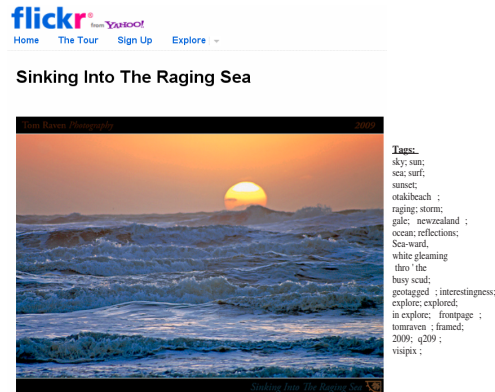 flickr from YAHOO!
Home The Tour Sign Up Explore
Sinking Into The Raging Sea
Tom Raven Photography 2009
Tags:
sky; sun;
sea; surf;
sunset;
otakibeach ;
raging; storm;
gale; newzealand ;
ocean; reflections;
Sea-ward,
white gleaming
thro ' the
busy scud;
geotagged ; interestingness;
explore; explored;
in explore; frontpage ;
tomraven ; framed;
2009; q209 ;
visipix ;
Sinking Into The Raging Sea